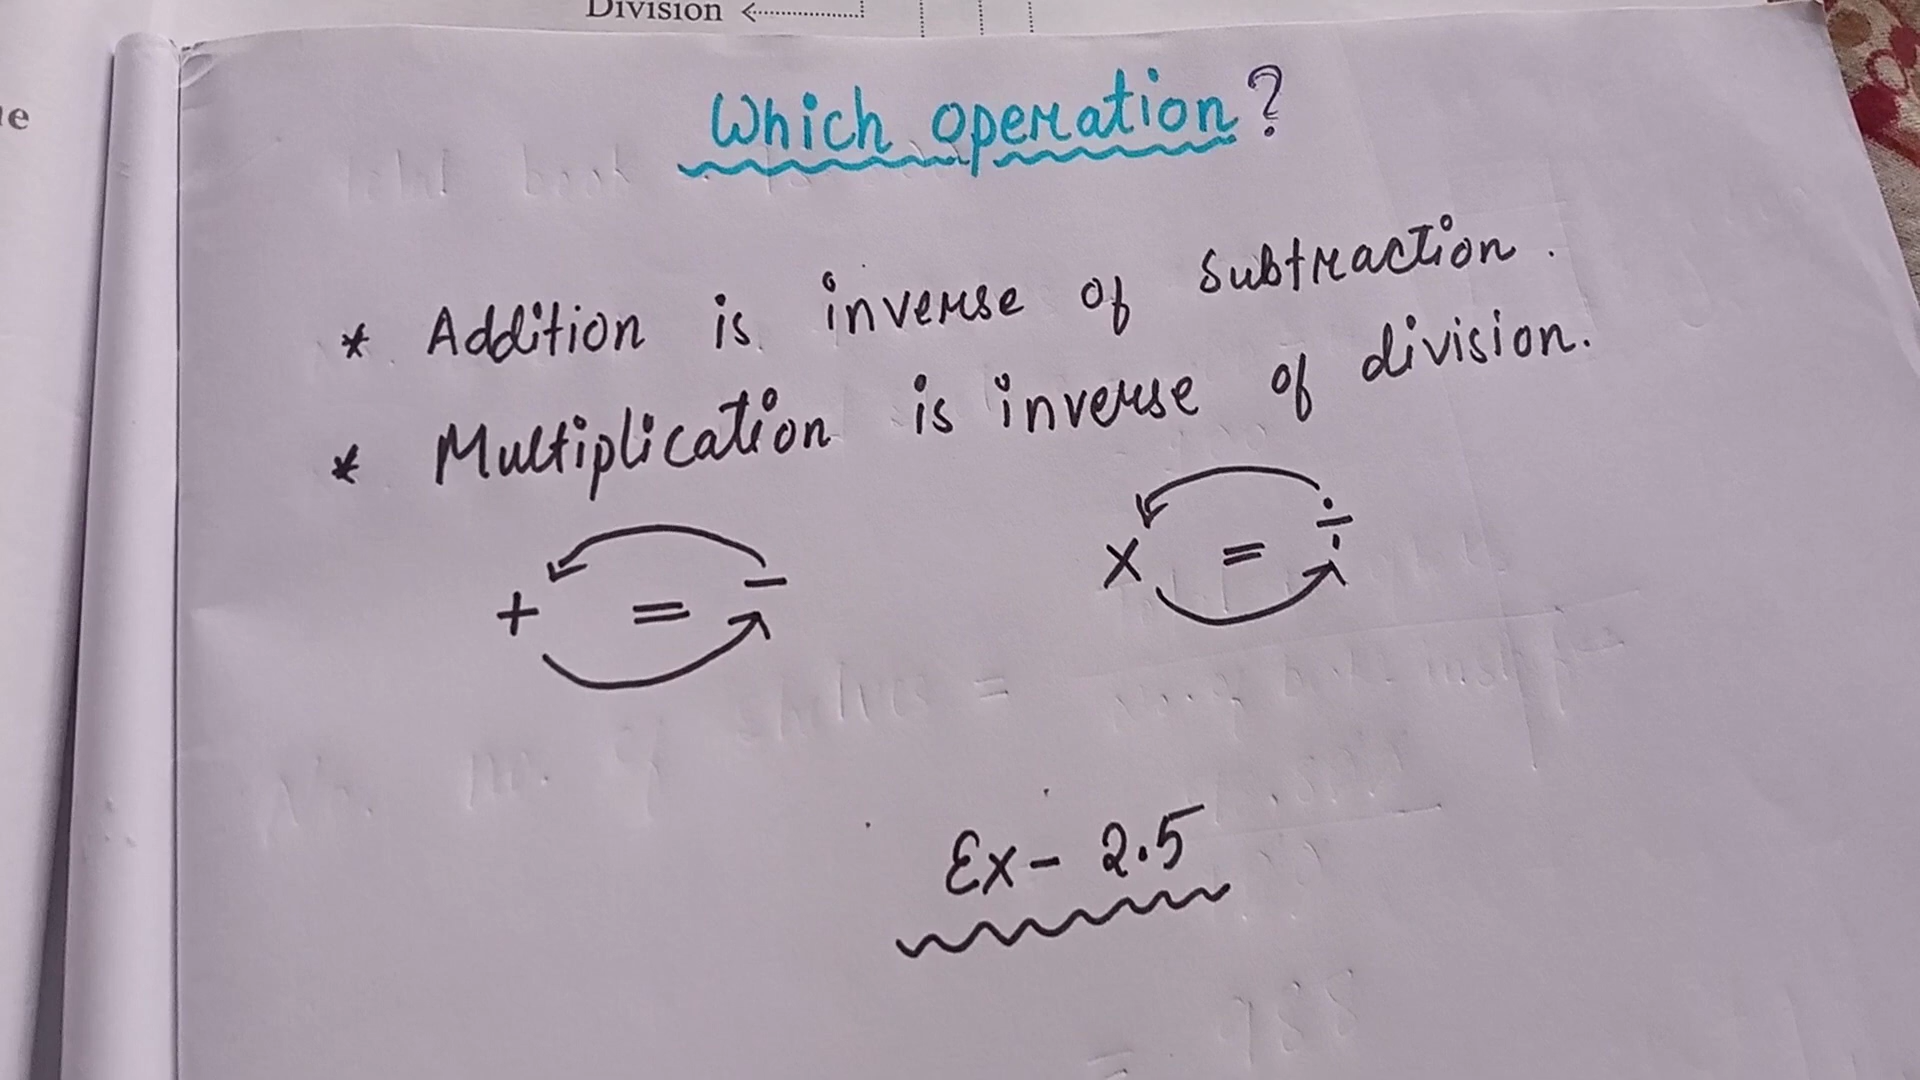 Division
Which operation?
* Addition is inverse of subtraction.
* Multiplication is inverse of division.
+ = −
× = ÷
Ex - 2.5